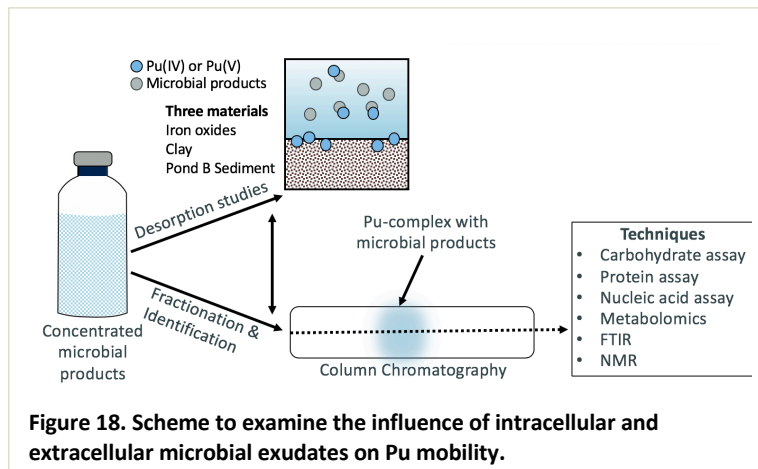 Pu(IV) or Pu(V)
Microbial products
Three materials
Iron oxides
Clay
Pond B Sediment
Desorption studies
Concentrated
microbial
products
Fractionation &
Identification
Pu-complex with
microbial products
Column Chromatography
Techniques
• Carbohydrate assay
• Protein assay
• Nucleic acid assay
• Metabolomics
• FTIR
• NMR
Figure 18. Scheme to examine the influence of intracellular and
extracellular microbial exudates on Pu mobility.